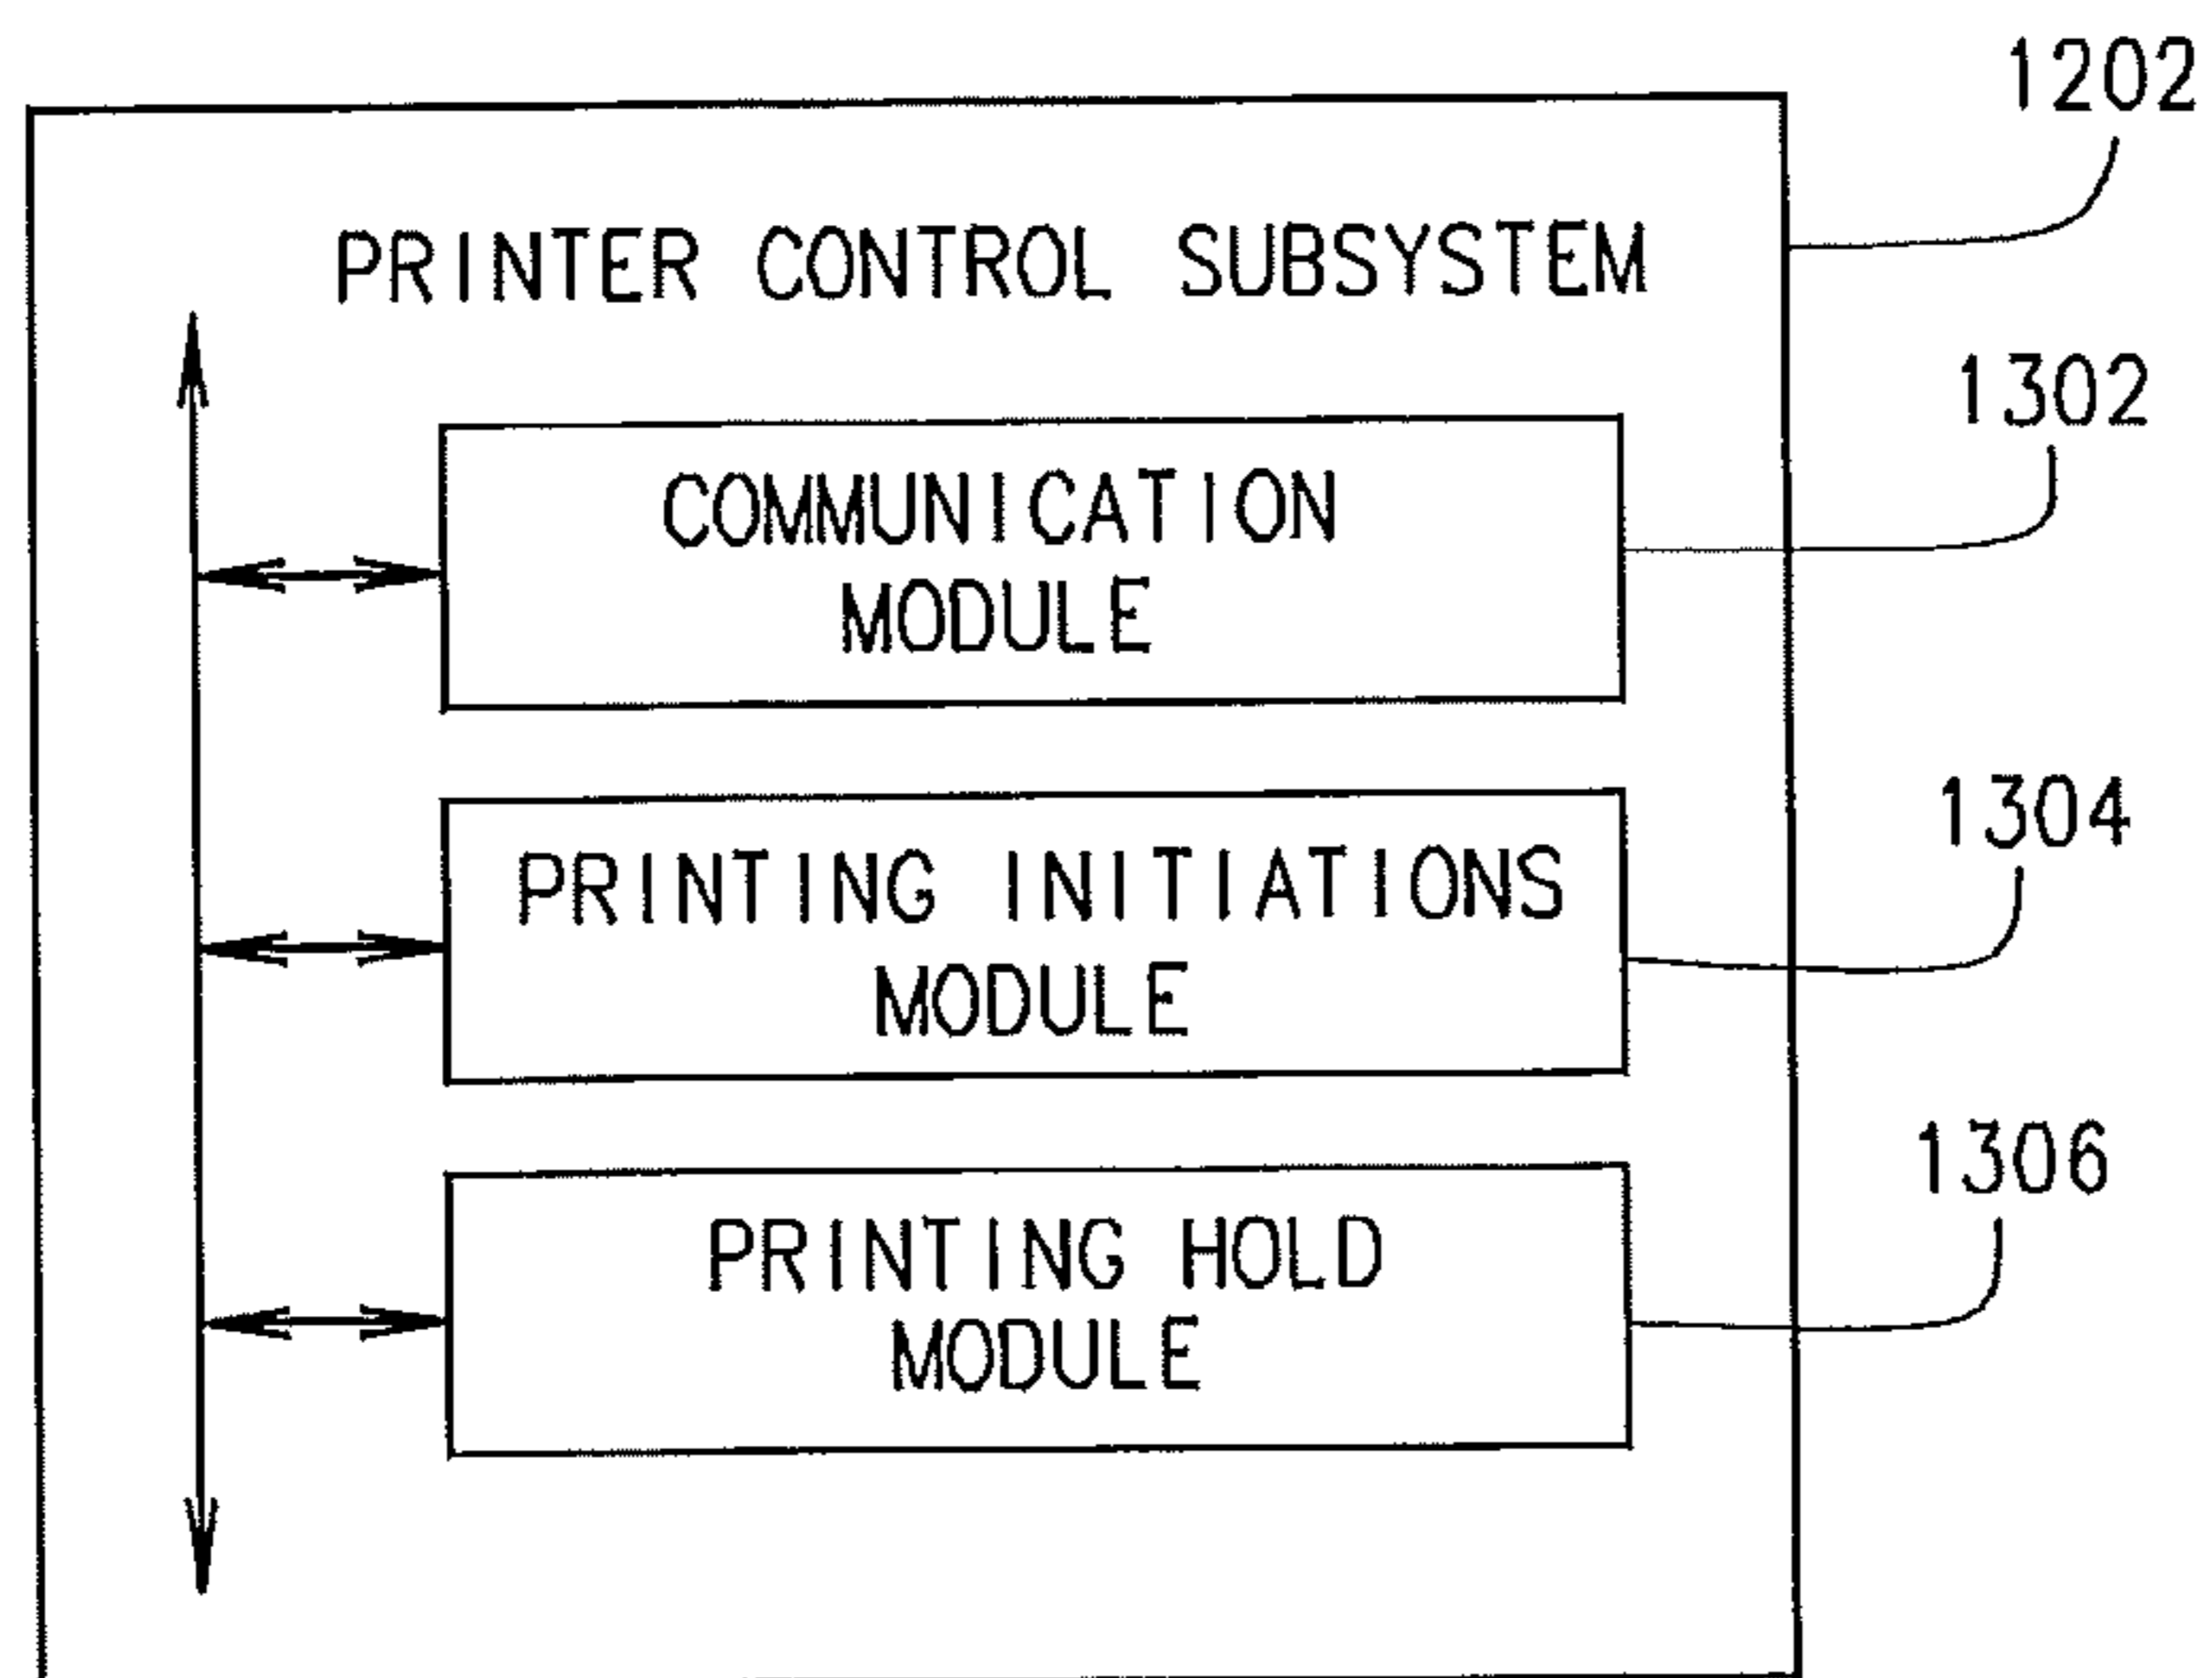 1202
PRINTER CONTROL SUBSYSTEM
1302
COMMUNICATION
MODULE
1304
PRINTING INITIATIONS
MODULE
1306
PRINTING HOLD
MODULE